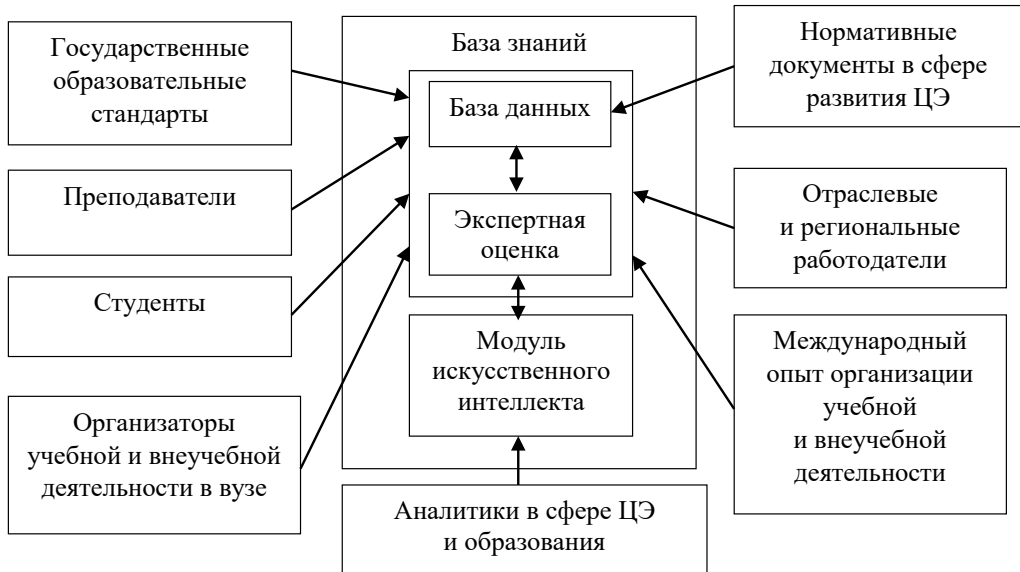 Государственные
образовательные
стандарты
Преподаватели
Студенты
Организаторы
учебной и внеучебной
деятельности в вузе
База знаний
База данных
Экспертная
оценка
Модуль
искусственного
интеллекта
Аналитики в сфере ЦЭ
и образования
Нормативные
документы в сфере
развития ЦЭ
Отраслевые
и региональные
работодатели
Международный
опыт организации
учебной
и внеучебной
деятельности